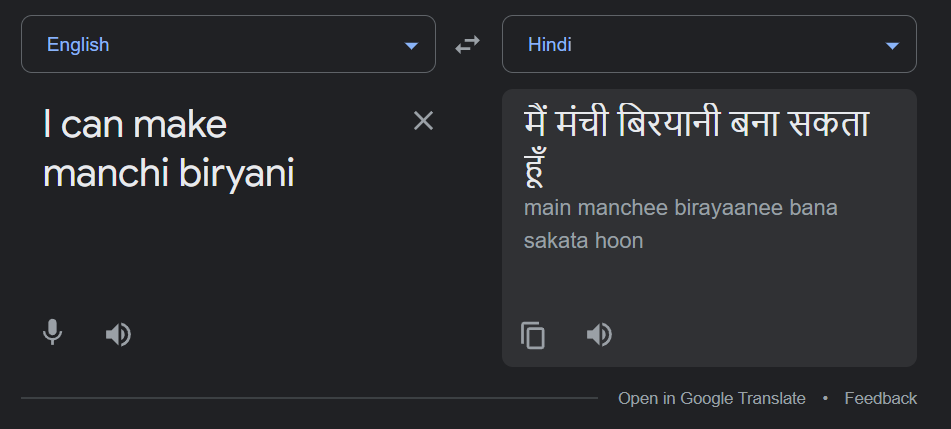 English
Hindi
I can make
manchi biryani
मैं मंची बिरयानी बना सकता
हूँ
main manchee birayaanee bana
sakata hoon
Open in Google Translate • Feedback